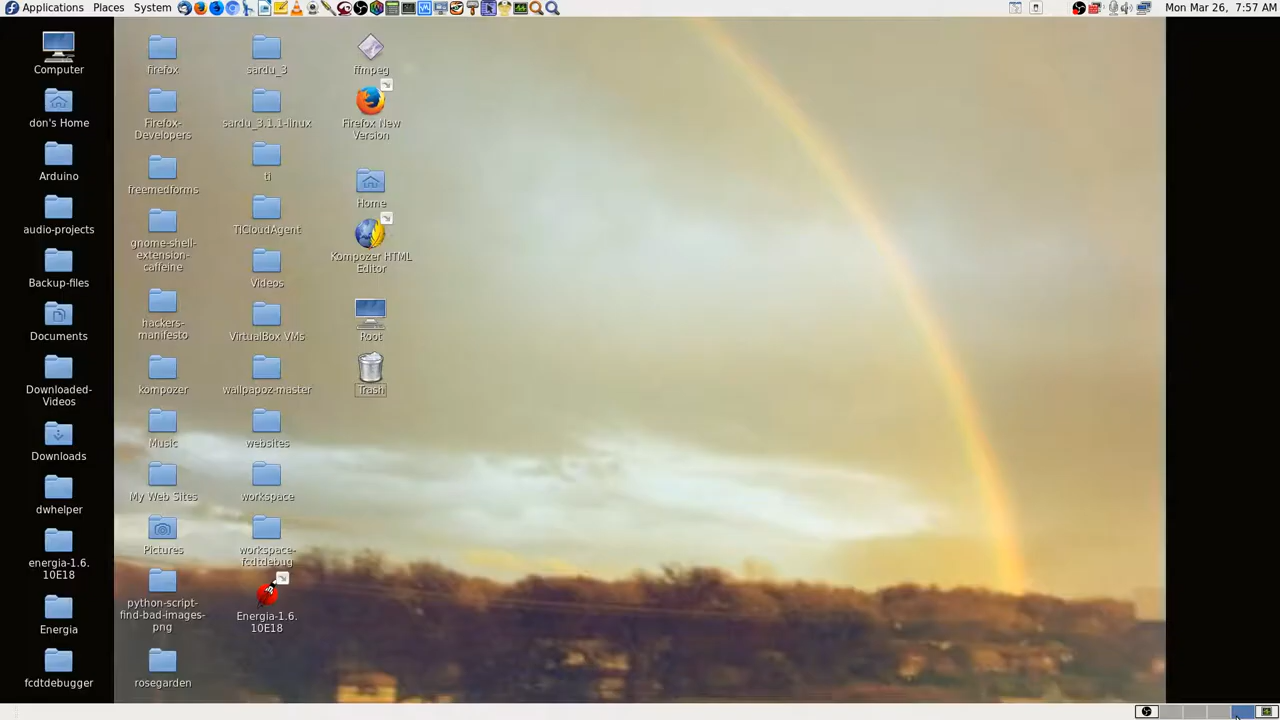 Applications Places System Mon Mar 26, 7:57 AM
Computer
don's Home
Arduino
audio-projects
Backup-files
Documents
Downloaded-
Videos
Downloads
dwhelper
energia-1.6.
10E18
Energia
fcdtdebugger
firefox
Firefox-
Developers
freemedforms
gnome-shell-
extension-
caffeine
hackers-
manifesto
kompozer
Music
My Web Sites
Pictures
python-script-
find-bad-images-
png
rosegarden
sardu_3
sardu_3.1.1-linux
ti
TICloudAgent
Videos
VirtualBox VMs
wallpapoz-master
websites
workspace
workspace-
fcdtdebug
Energia-1.6.
10E18
ffmpeg
Firefox New
Version
Home
Kompozer HTML
Editor
Root
Trash